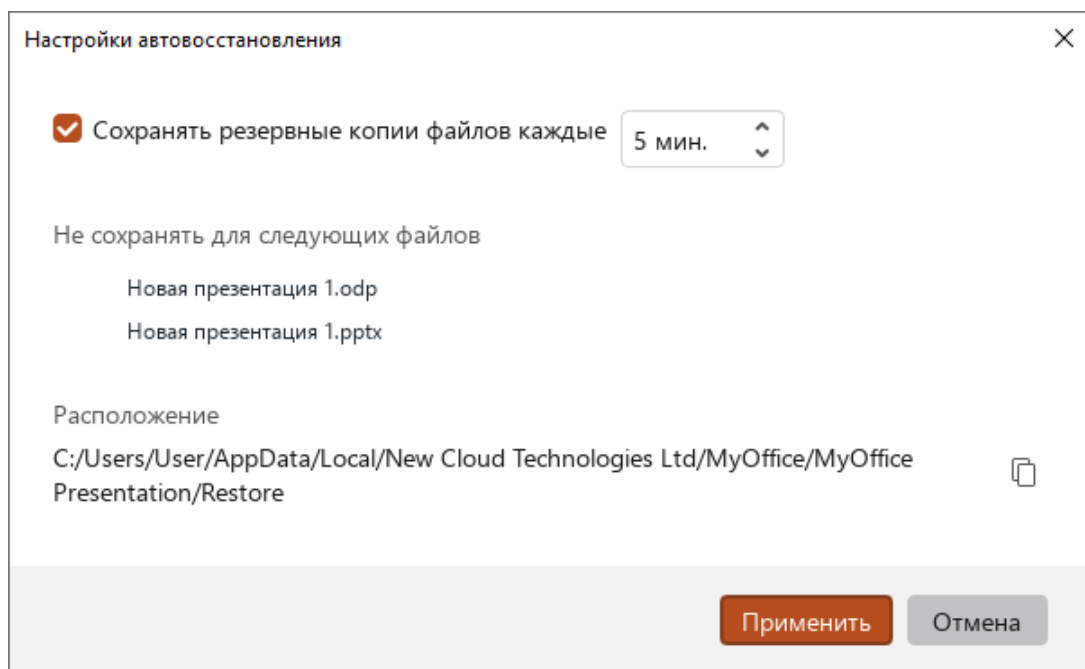 Настройки автовосстановления
Сохранять резервные копии файлов каждые 5 мин.
Не сохранять для следующих файлов
Новая презентация 1.odp
Новая презентация 1.pptx
Расположение
C:/Users/User/AppData/Local/New Cloud Technologies Ltd/MyOffice/MyOffice
Presentation/Restore
Применить Отмена